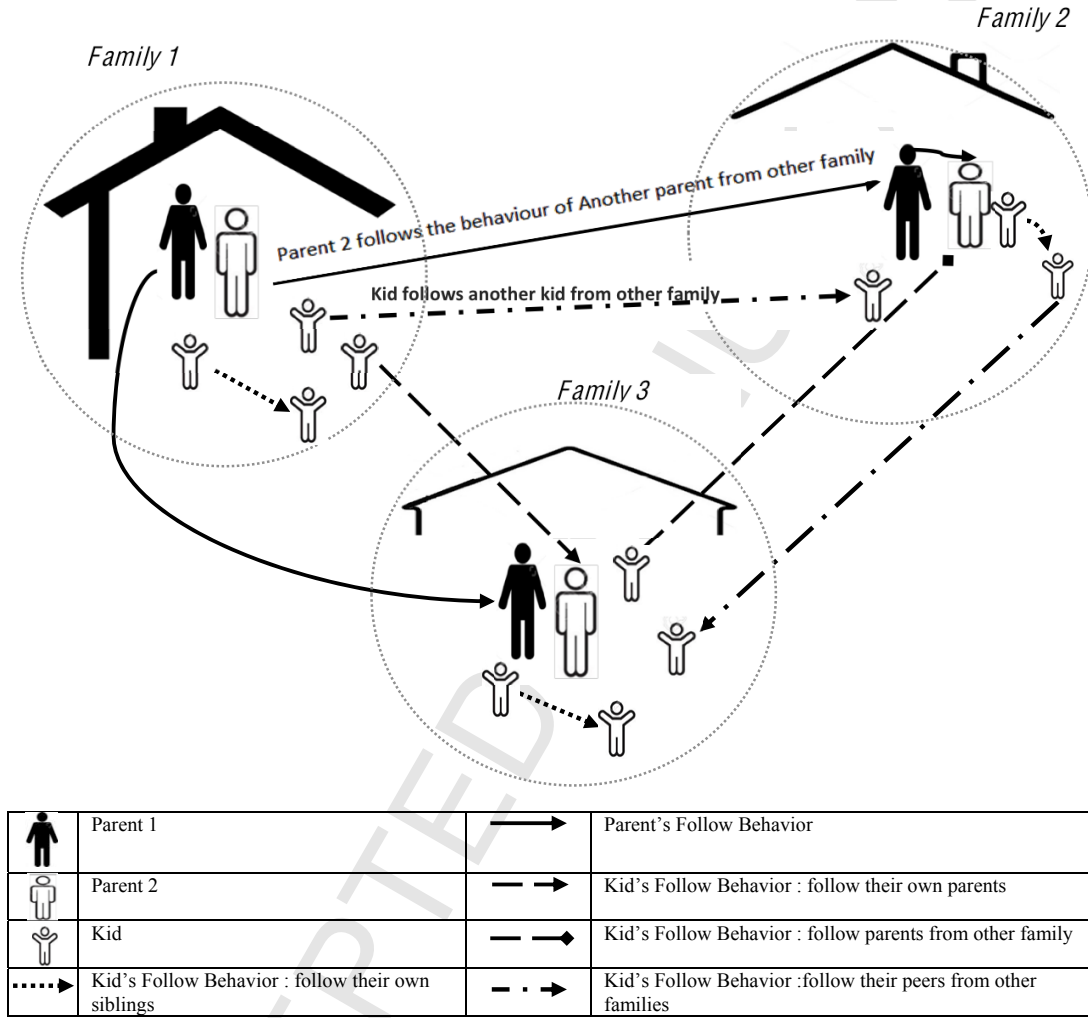 Family 2
Family 1
Parent 2 follows the behaviour of Another parent from other family
Kid follows another kid from other family
Family 3
Parent 1
Parent's Follow Behavior
Parent 2
Kid's Follow Behavior : follow their own parents
Kid
Kid's Follow Behavior : follow parents from other family
Kid's Follow Behavior : follow their own
siblings
Kid's Follow Behavior :follow their peers from other
families